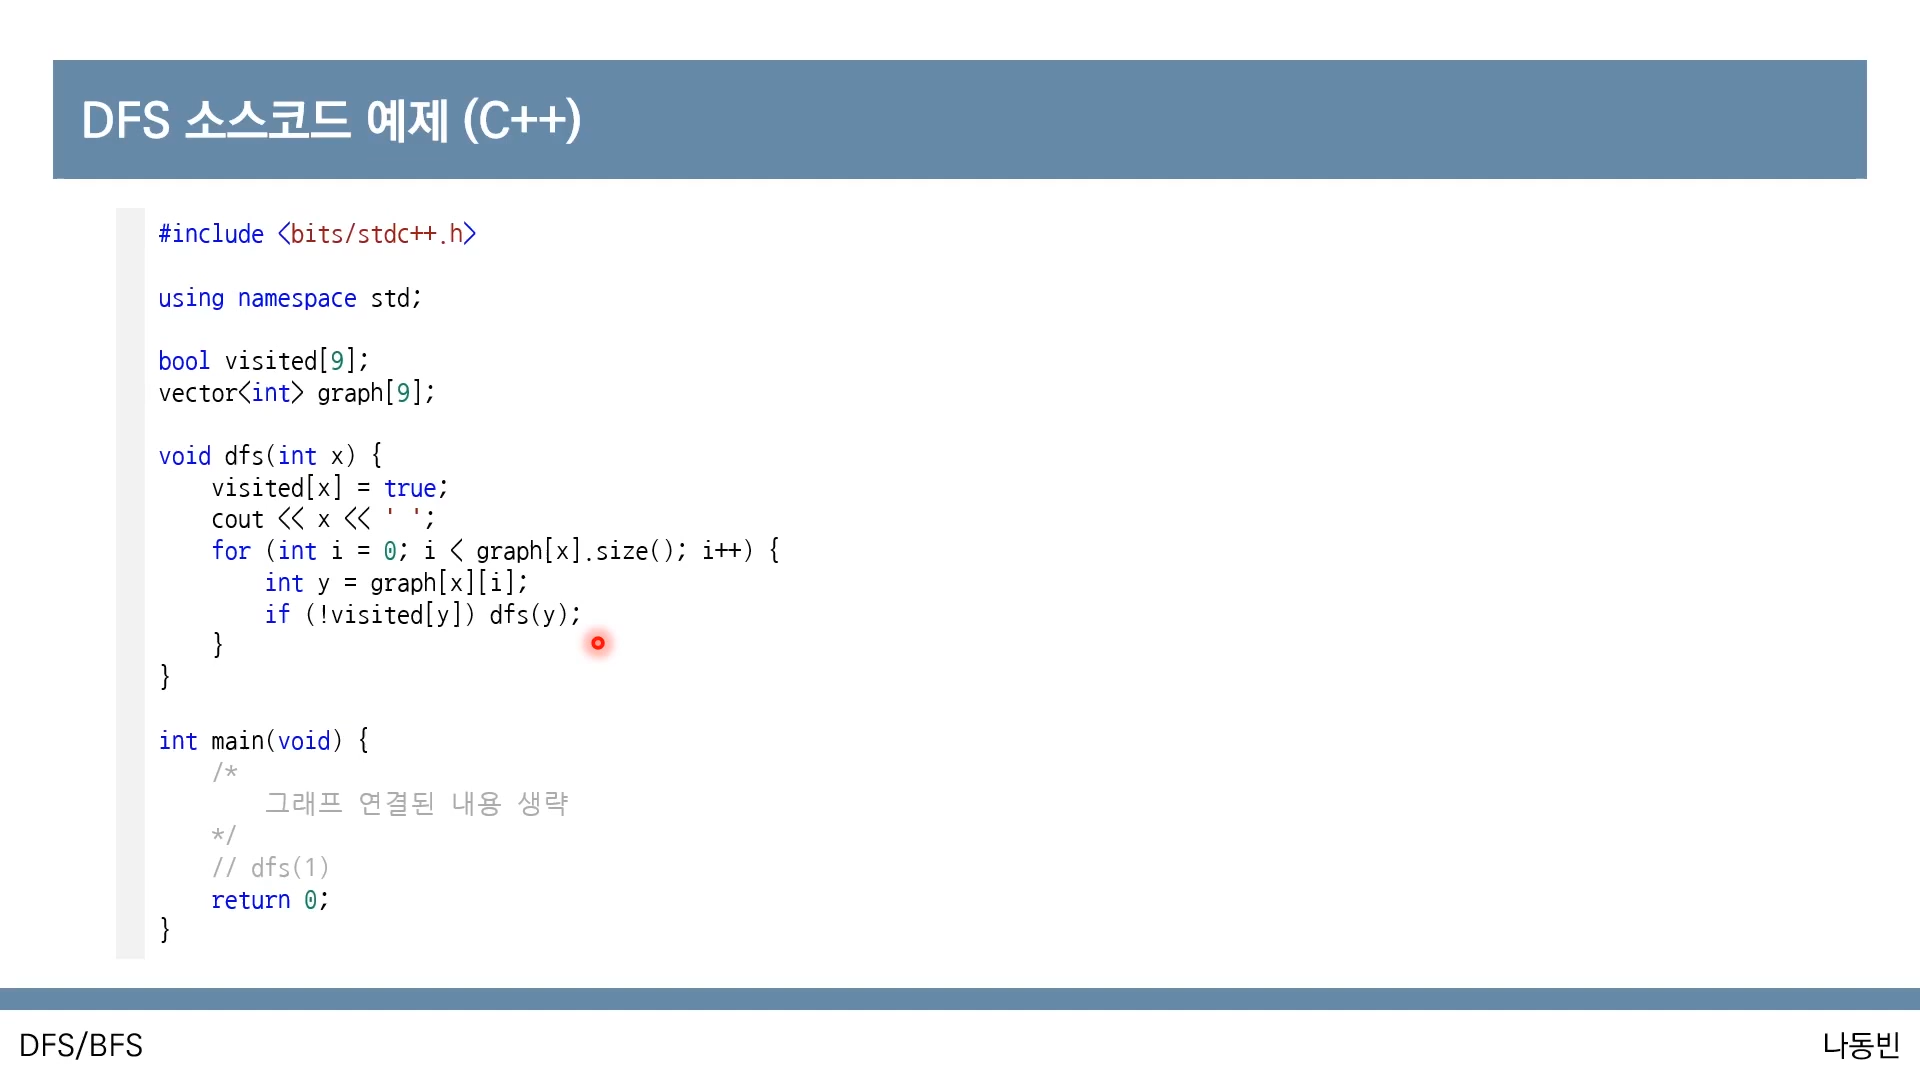 DFS 소스코드 예제 (C++)
#include <bits/stdc++.h>
using namespace std;
bool visited[9];
vector<int> graph[9];
void dfs(int x) {
    visited[x] = true;
    cout << x << ' ';
    for (int i = 0; i < graph[x].size(); i++) {
        int y = graph[x][i];
        if (!visited[y]) dfs(y);
    }
}
int main(void) {
    /*
        그래프 연결된 내용 생략
    */
    // dfs(1)
    return 0;
}
DFS/BFS
나동빈